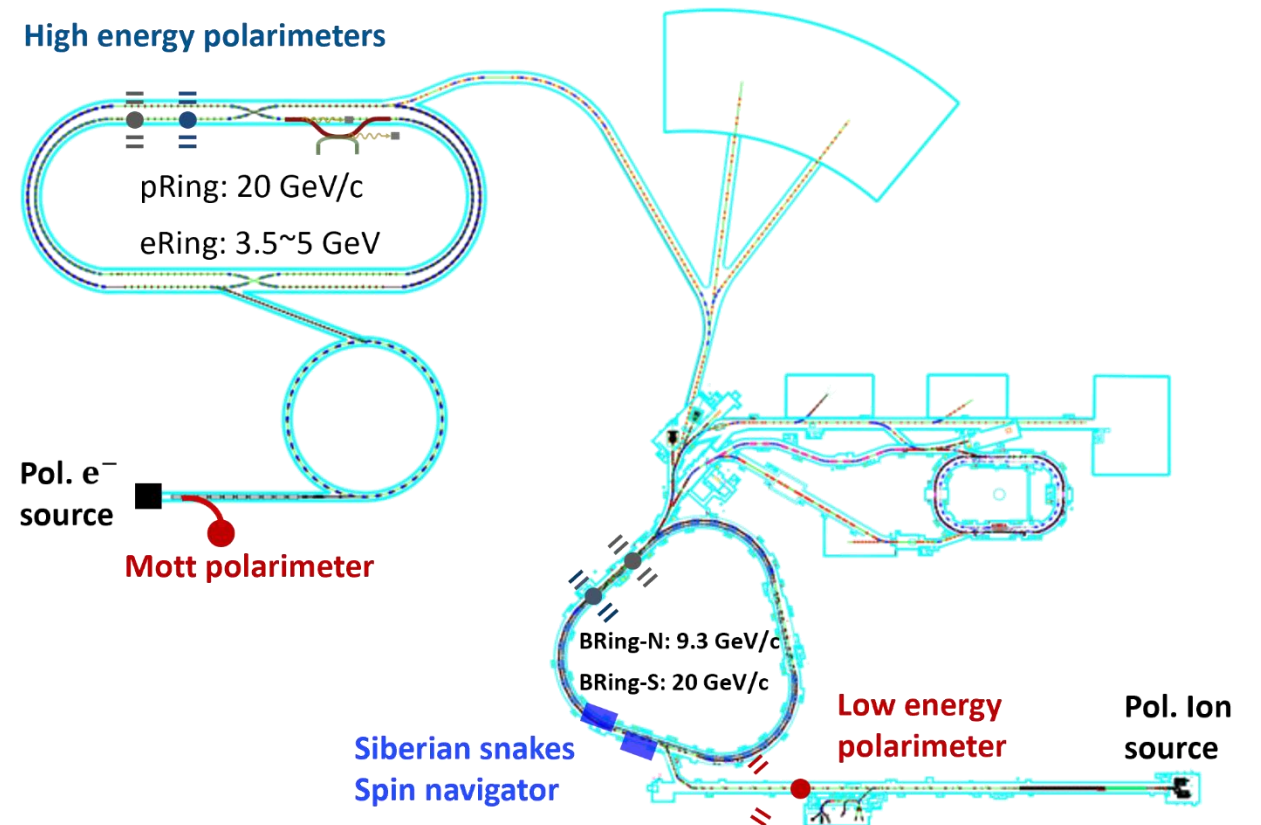 High energy polarimeters
pRing: 20 GeV/c
eRing: 3.5~5 GeV
Pol. e⁻
source
Mott polarimeter
BRing-N: 9.3 GeV/c
BRing-S: 20 GeV/c
Siberian snakes
Spin navigator
Low energy
polarimeter
Pol. Ion
source